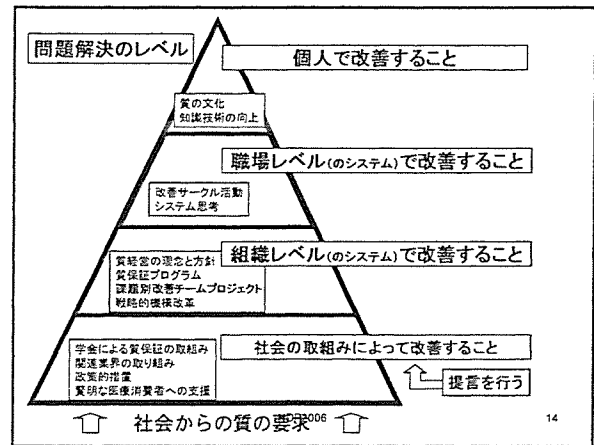 問題解決のレベル
個人で改善すること
質の文化
知識技術の向上
職場レベル(のシステム)で改善すること
改善サークル活動
システム思考
組織レベル(のシステム)で改善すること
質経営の理念と方針
質保証プログラム
課題別改善チームプロジェクト
戦略的機構改革
社会の取組みによって改善すること
学会による質保証の取組み
関連業界の取り組み
政策的措置
賢明な医療消費者への支援
提言を行う
社会からの質の要求
2006
14